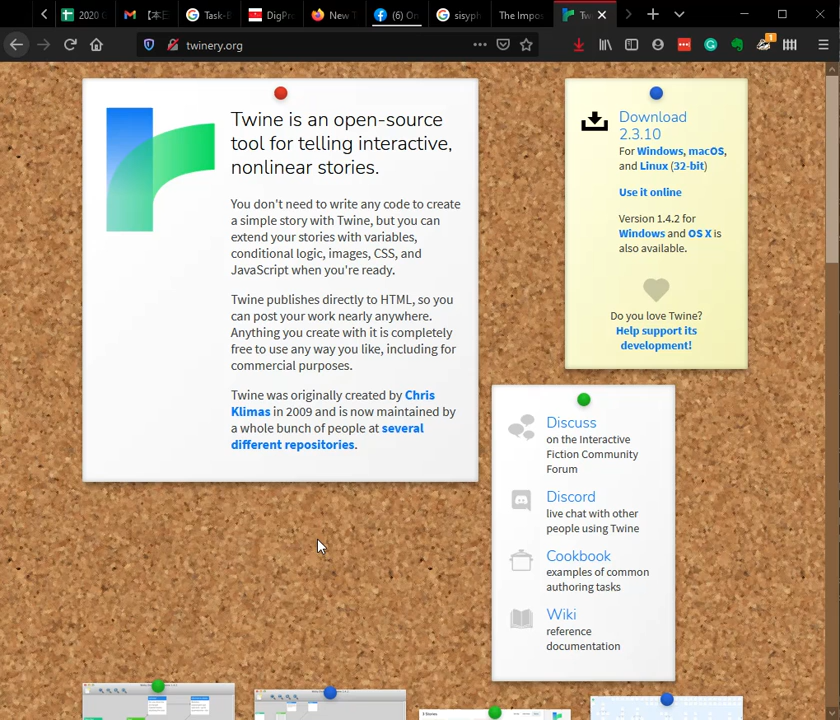 2020 G
【本E
Task-E
DigPro
New T
(6) On
sisyph
The Impos
Tw
twinery.org
1
Twine is an open-source
tool for telling interactive,
nonlinear stories.
You don't need to write any code to create
a simple story with Twine, but you can
extend your stories with variables,
conditional logic, images, CSS, and
JavaScript when you're ready.
Twine publishes directly to HTML, so you
can post your work nearly anywhere.
Anything you create with it is completely
free to use any way you like, including for
commercial purposes.
Twine was originally created by Chris
Klimas in 2009 and is now maintained by
a whole bunch of people at several
different repositories.
Download
2.3.10
For Windows, macOS,
and Linux (32-bit)
Use it online
Version 1.4.2 for
Windows and OS X is
also available.
Do you love Twine?
Help support its
development!
Discuss
on the Interactive
Fiction Community
Forum
Discord
live chat with other
people using Twine
Cookbook
examples of common
authoring tasks
Wiki
reference
documentation